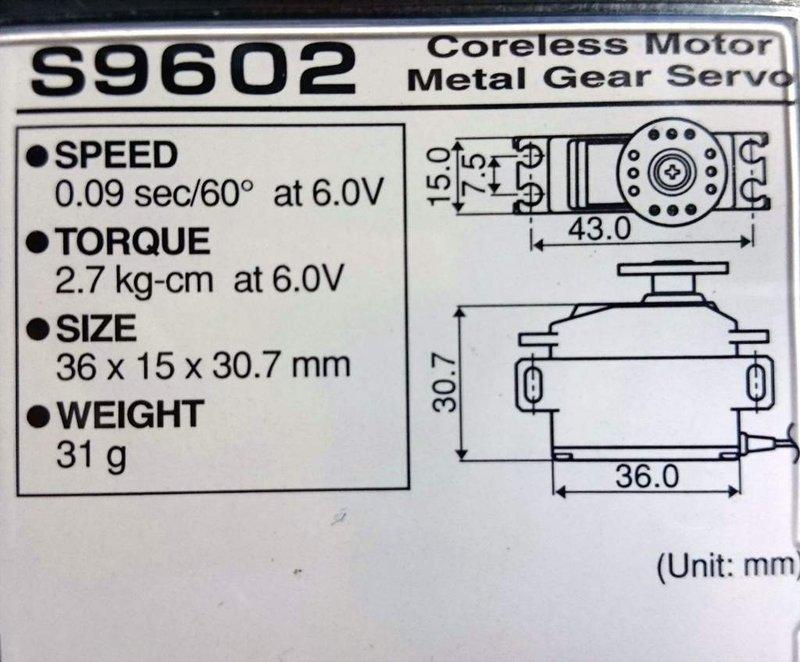 S9602
Coreless Motor
Metal Gear Servo
● SPEED
0.09 sec/60° at 6.0V
● TORQUE
2.7 kg-cm at 6.0V
● SIZE
36 x 15 x 30.7 mm
● WEIGHT
31 g
15.0
7.5
43.0
30.7
36.0
(Unit: mm)